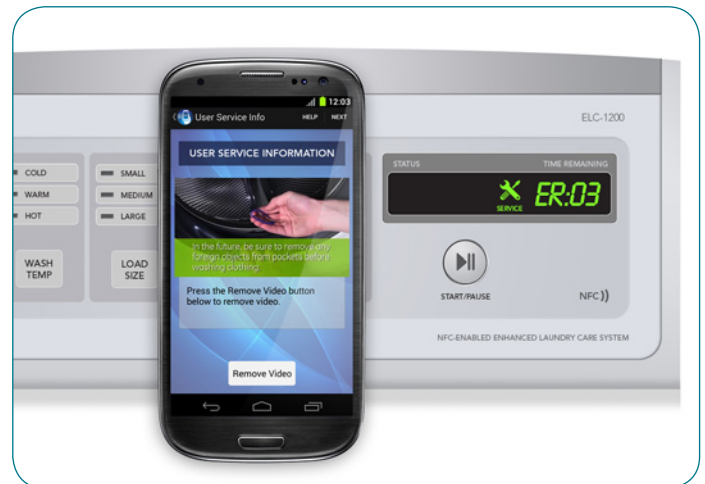 12:03
User Service Info
HELP
NEXT
USER SERVICE INFORMATION
In the future, be sure to remove any
foreign objects from pockets before
washing clothing
Press the Remove Video button
below to remove video.
Remove Video
COLD
WARM
HOT
WASH
TEMP
SMALL
MEDIUM
LARGE
LOAD
SIZE
ELC-1200
STATUS
TIME REMAINING
SERVICE
ER:03
START/PAUSE
NFC
NFC-ENABLED ENHANCED LAUNDRY CARE SYSTEM